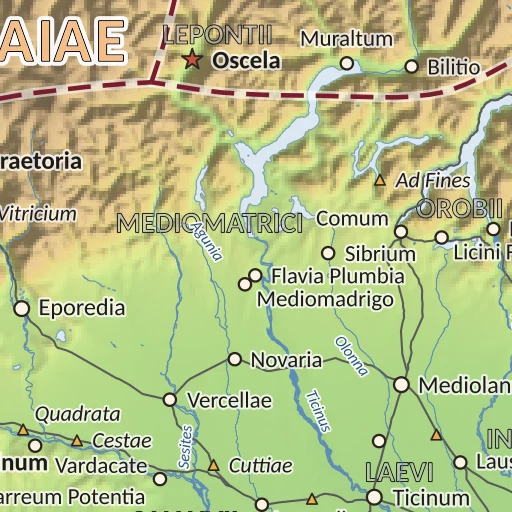 LEPONTII
AIAE
Muraltum
Oscela
Bilitio
raetoria
Ad Fines
Vitricium
MEDIOMATRICI
OROBII
Comum
Agunia
Sibrium
Licini F
Flavia Plumbia
Mediomadrigo
Eporedia
Olonna
Novaria
Mediolan
Ticinus
Vercellae
Quadrata
Cestae
Sesites
IN
num
Vardacate
Cuttiae
LAEVI
Laus
arreum Potentia
Ticinum